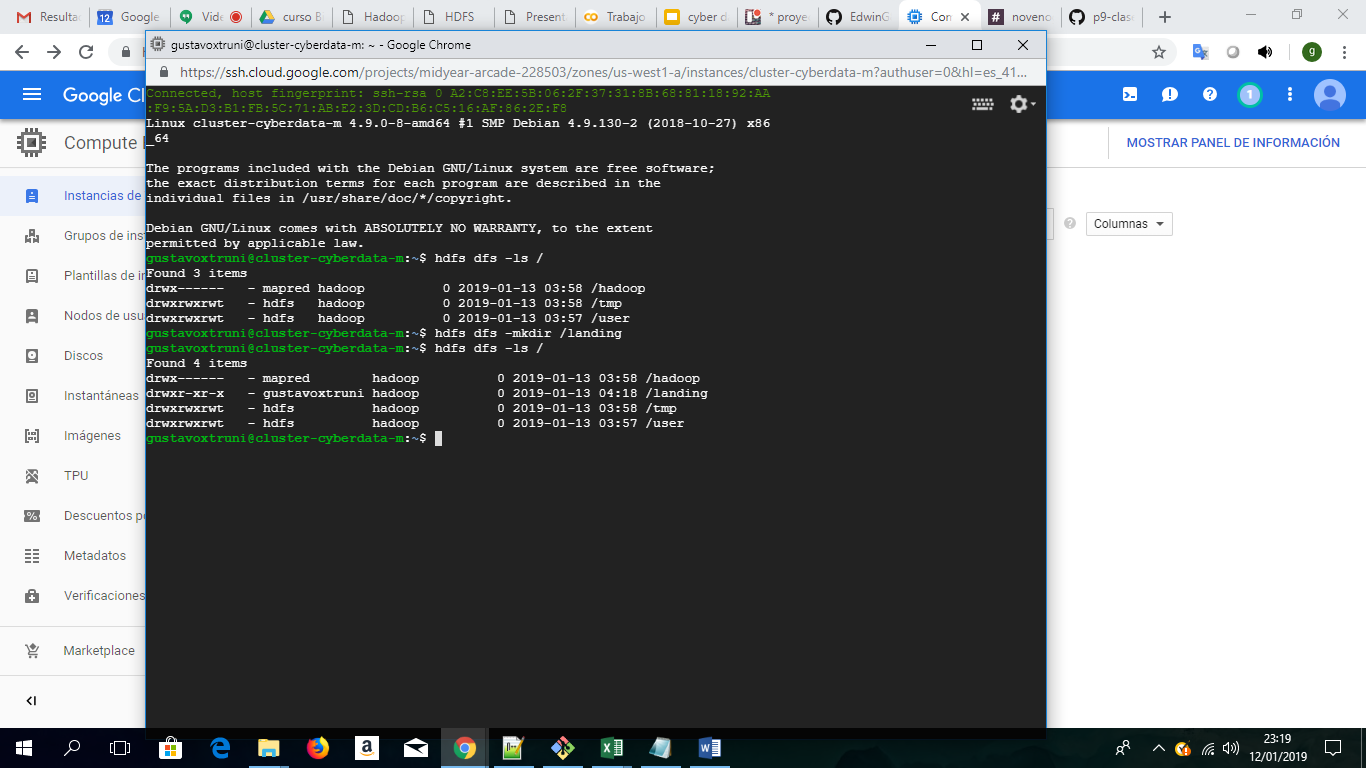 Resulta
Google
Vide
curso B
Hadoop
HDFS
Present
Trabajo
cyber d
* proye
EdwinG
Con
noveno
p9-clas
gustavoxtruni@cluster-cyberdata-m: ~ - Google Chrome
https://ssh.cloud.google.com/projects/midyear-arcade-228503/zones/us-west1-a/instances/cluster-cyberdata-m?authuser=0&hl=es_41...
g
Google Cl
1
Compute
MOSTRAR PANEL DE INFORMACIÓN
Columnas
Instancias de
Grupos de ins
Plantillas de in
Nodos de usu
Discos
Instantáneas
Imágenes
TPU
Descuentos po
Metadatos
Verificaciones
Marketplace
Connected, host fingerprint: ssh-rsa 0 A2:C8:EE:5B:06:2F:37:31:8B:68:81:18:92:AA
:F9:5A:D3:B1:FB:5C:71:AB:E2:3D:CD:B6:C5:16:AF:86:2E:F8
Linux cluster-cyberdata-m 4.9.0-8-amd64 #1 SMP Debian 4.9.130-2 (2018-10-27) x86
_64
The programs included with the Debian GNU/Linux system are free software;
the exact distribution terms for each program are described in the
individual files in /usr/share/doc/*/copyright.
Debian GNU/Linux comes with ABSOLUTELY NO WARRANTY, to the extent
permitted by applicable law.
gustavoxtruni@cluster-cyberdata-m:~$ hdfs dfs -ls /
Found 3 items
drwx------   - mapred hadoop          0 2019-01-13 03:58 /hadoop
drwxrwxrwt   - hdfs   hadoop          0 2019-01-13 03:58 /tmp
drwxrwxrwt   - hdfs   hadoop          0 2019-01-13 03:57 /user
gustavoxtruni@cluster-cyberdata-m:~$ hdfs dfs -mkdir /landing
gustavoxtruni@cluster-cyberdata-m:~$ hdfs dfs -ls /
Found 4 items
drwx------   - mapred        hadoop          0 2019-01-13 03:58 /hadoop
drwxr-xr-x   - gustavoxtruni hadoop          0 2019-01-13 04:18 /landing
drwxrwxrwt   - hdfs          hadoop          0 2019-01-13 03:58 /tmp
drwxrwxrwt   - hdfs          hadoop          0 2019-01-13 03:57 /user
gustavoxtruni@cluster-cyberdata-m:~$
23:19
12/01/2019